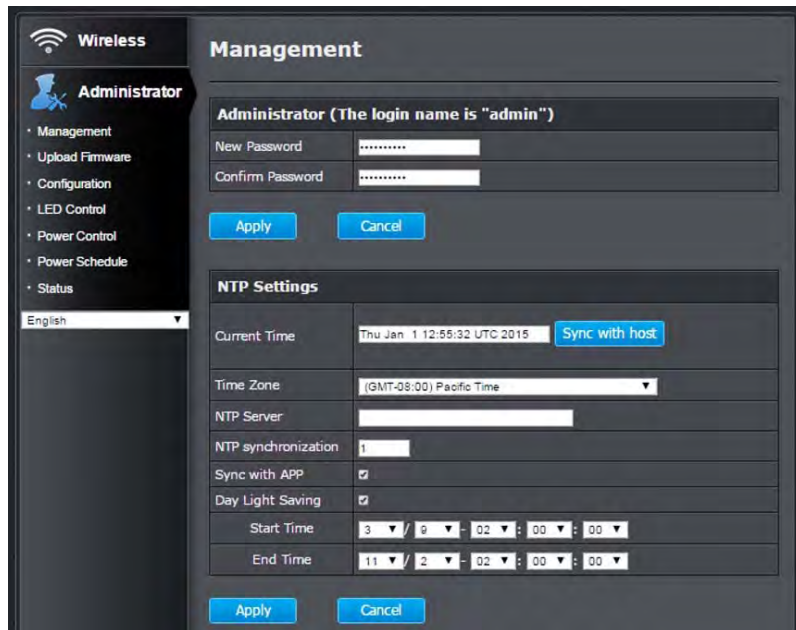 Wireless
Administrator
· Management
· Upload Firmware
· Configuration
· LED Control
· Power Control
· Power Schedule
· Status
English
Management
Administrator (The login name is "admin")
New Password ••••••••••
Confirm Password ••••••••••
Apply Cancel
NTP Settings
Current Time Thu Jan 1 12:55:32 UTC 2015 Sync with host
Time Zone (GMT-08:00) Pacific Time
NTP Server
NTP synchronization 1
Sync with APP
Day Light Saving
Start Time 3 / 9 - 02 : 00 : 00
End Time 11 / 2 - 02 : 00 : 00
Apply Cancel